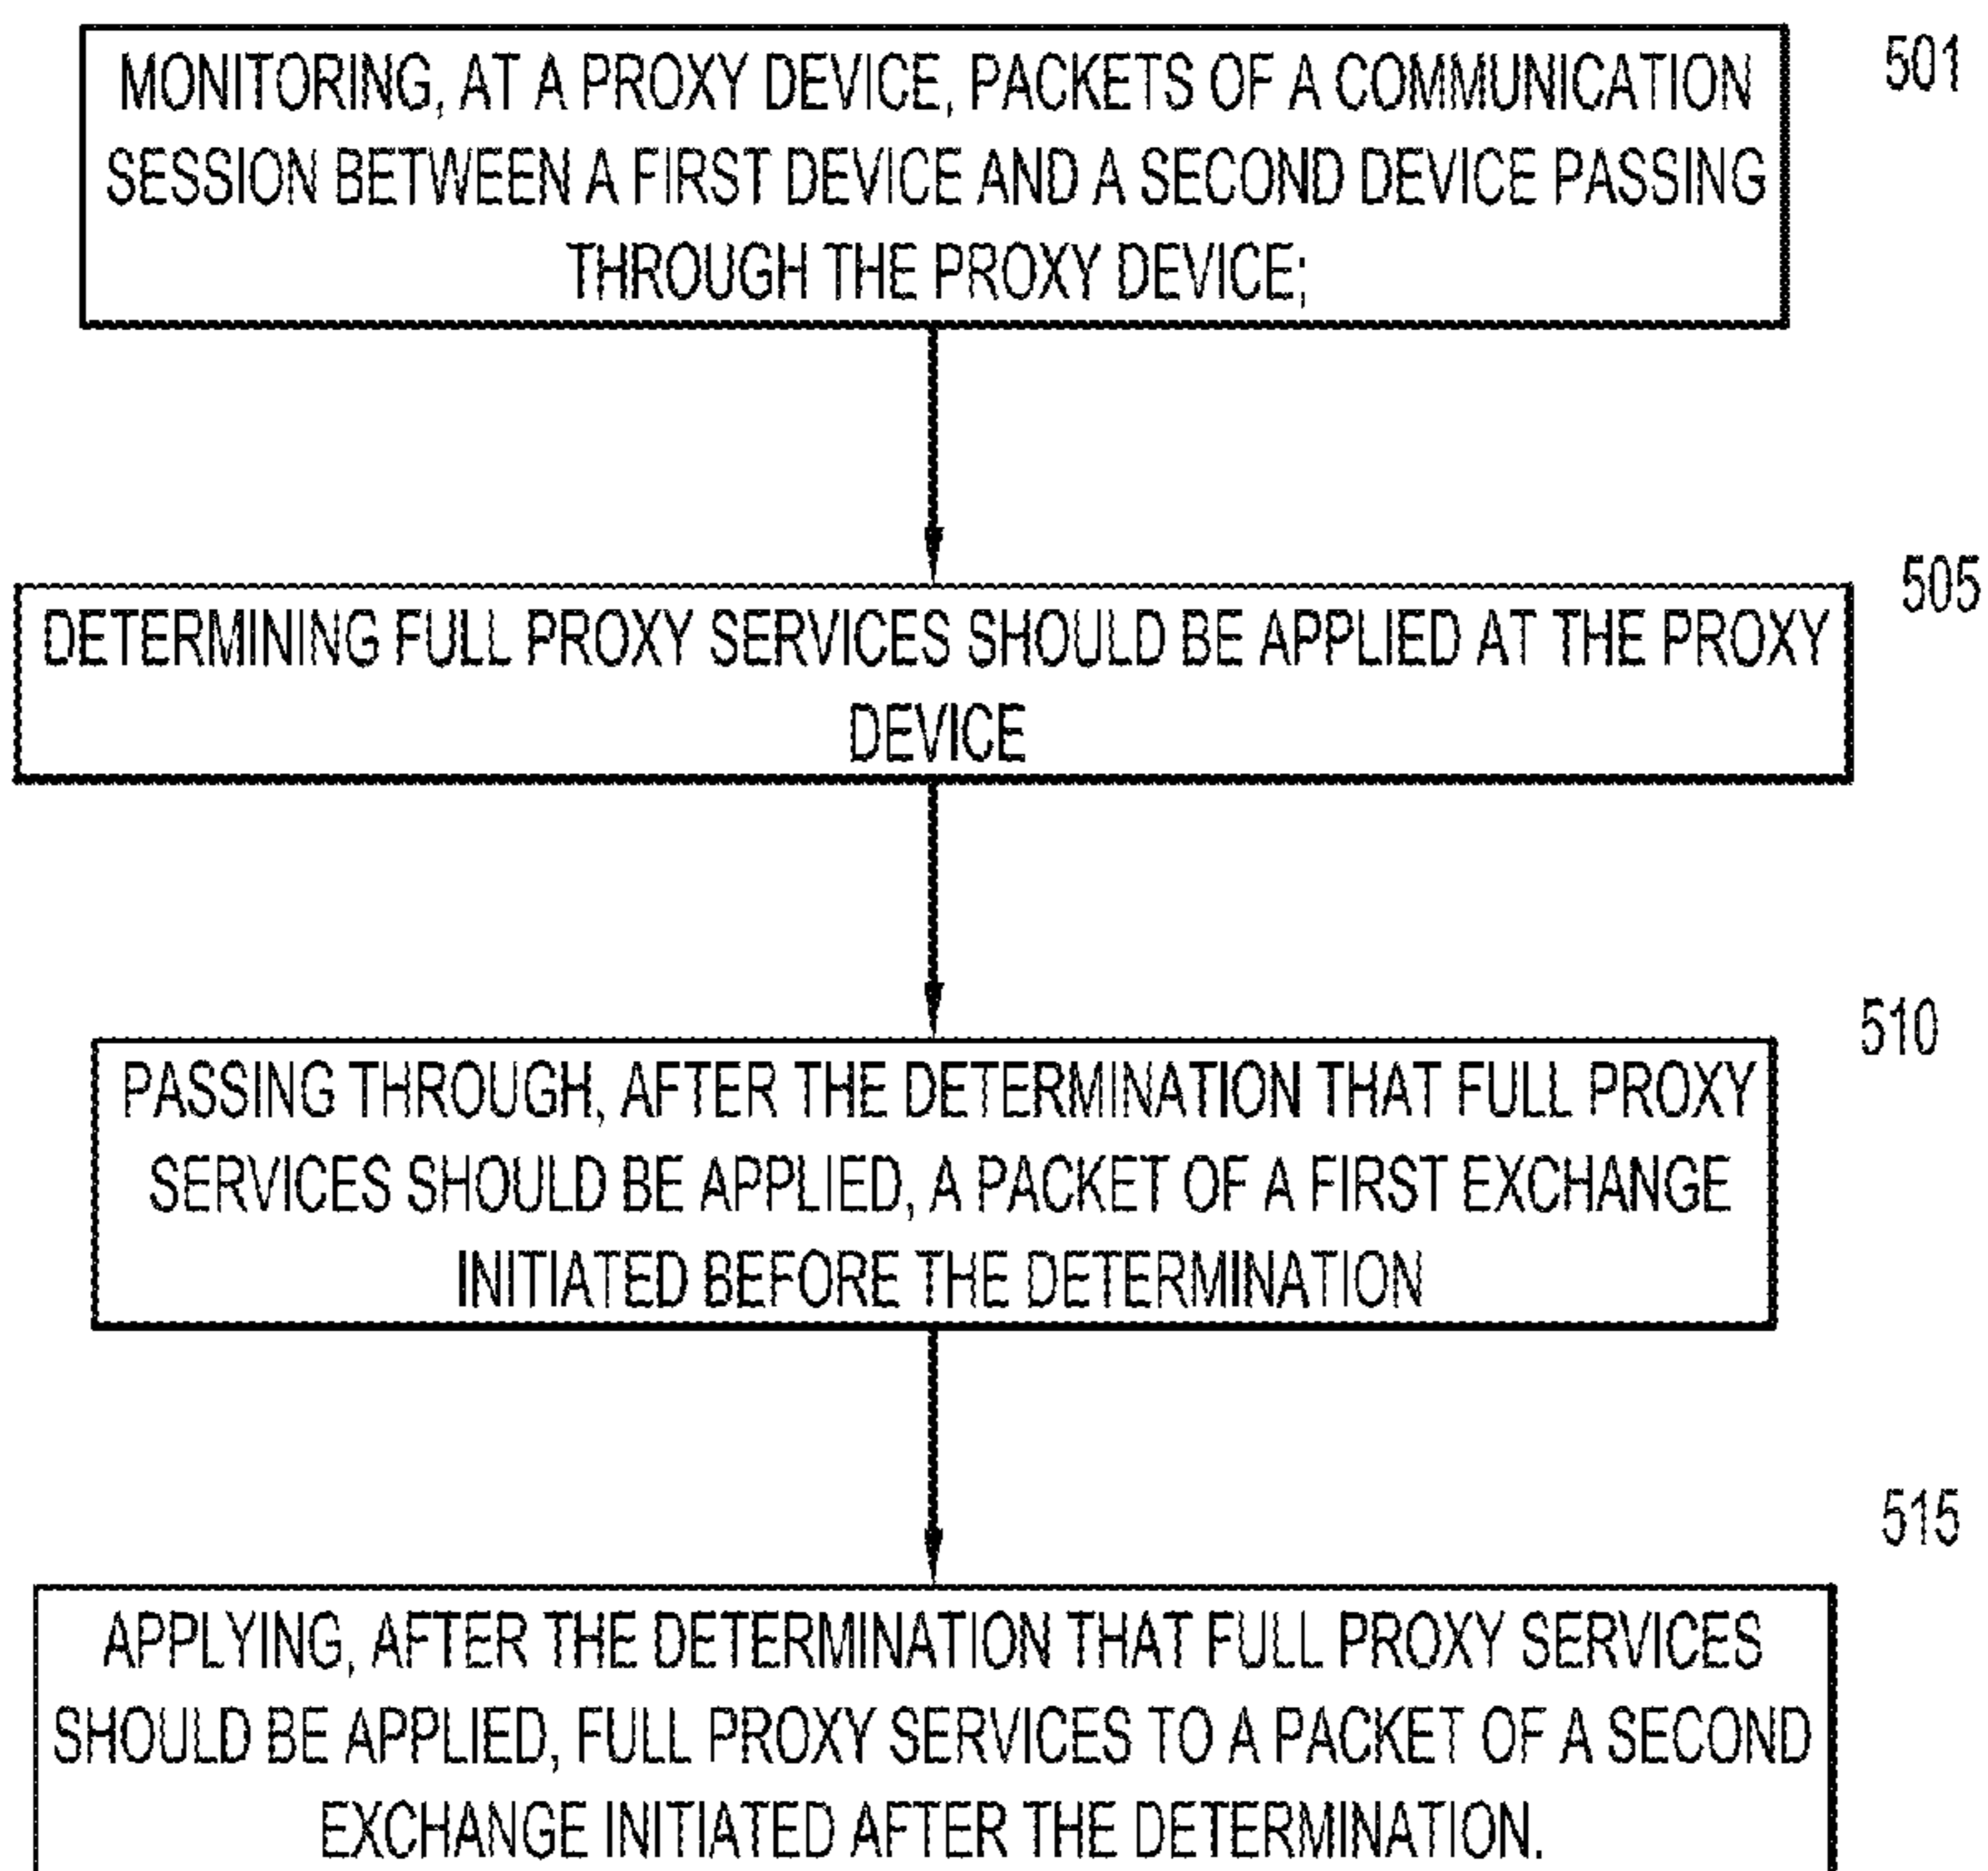 MONITORING, AT A PROXY DEVICE, PACKETS OF A COMMUNICATION
SESSION BETWEEN A FIRST DEVICE AND A SECOND DEVICE PASSING
THROUGH THE PROXY DEVICE;
501
DETERMINING FULL PROXY SERVICES SHOULD BE APPLIED AT THE PROXY
DEVICE
505
PASSING THROUGH, AFTER THE DETERMINATION THAT FULL PROXY
SERVICES SHOULD BE APPLIED, A PACKET OF A FIRST EXCHANGE
INITIATED BEFORE THE DETERMINATION
510
APPLYING, AFTER THE DETERMINATION THAT FULL PROXY SERVICES
SHOULD BE APPLIED, FULL PROXY SERVICES TO A PACKET OF A SECOND
EXCHANGE INITIATED AFTER THE DETERMINATION.
515